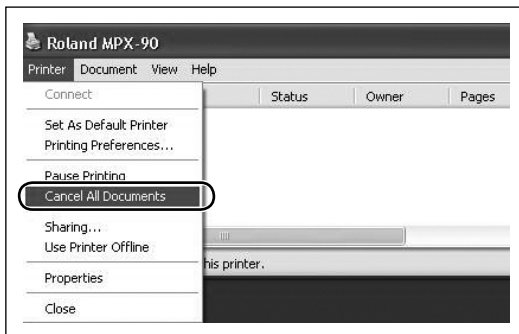 Roland MPX-90
Printer Document View Help
Connect
Status Owner Pages
Set As Default Printer
Printing Preferences...
Pause Printing
Cancel All Documents
Sharing...
Use Printer Offline
his printer.
Properties
Close